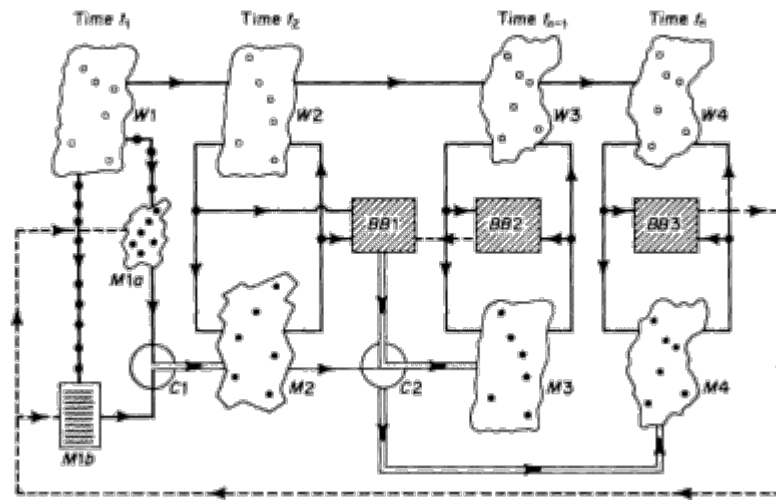 Time t₁ Time t₂ Time tₙ₋₁ Time tₙ
W1 W2 W3 W4
BB1 BB2 BB3
M1a
C1 M2 C2 M3 M4
M1b